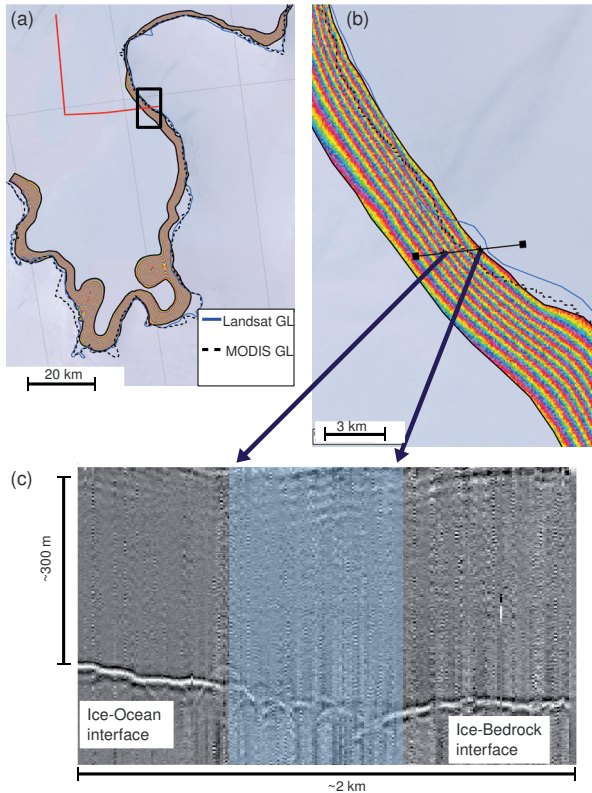 (a)
(b)
Landsat GL
MODIS GL
20 km
3 km
(c)
~300 m
Ice-Ocean
interface
Ice-Bedrock
interface
~2 km